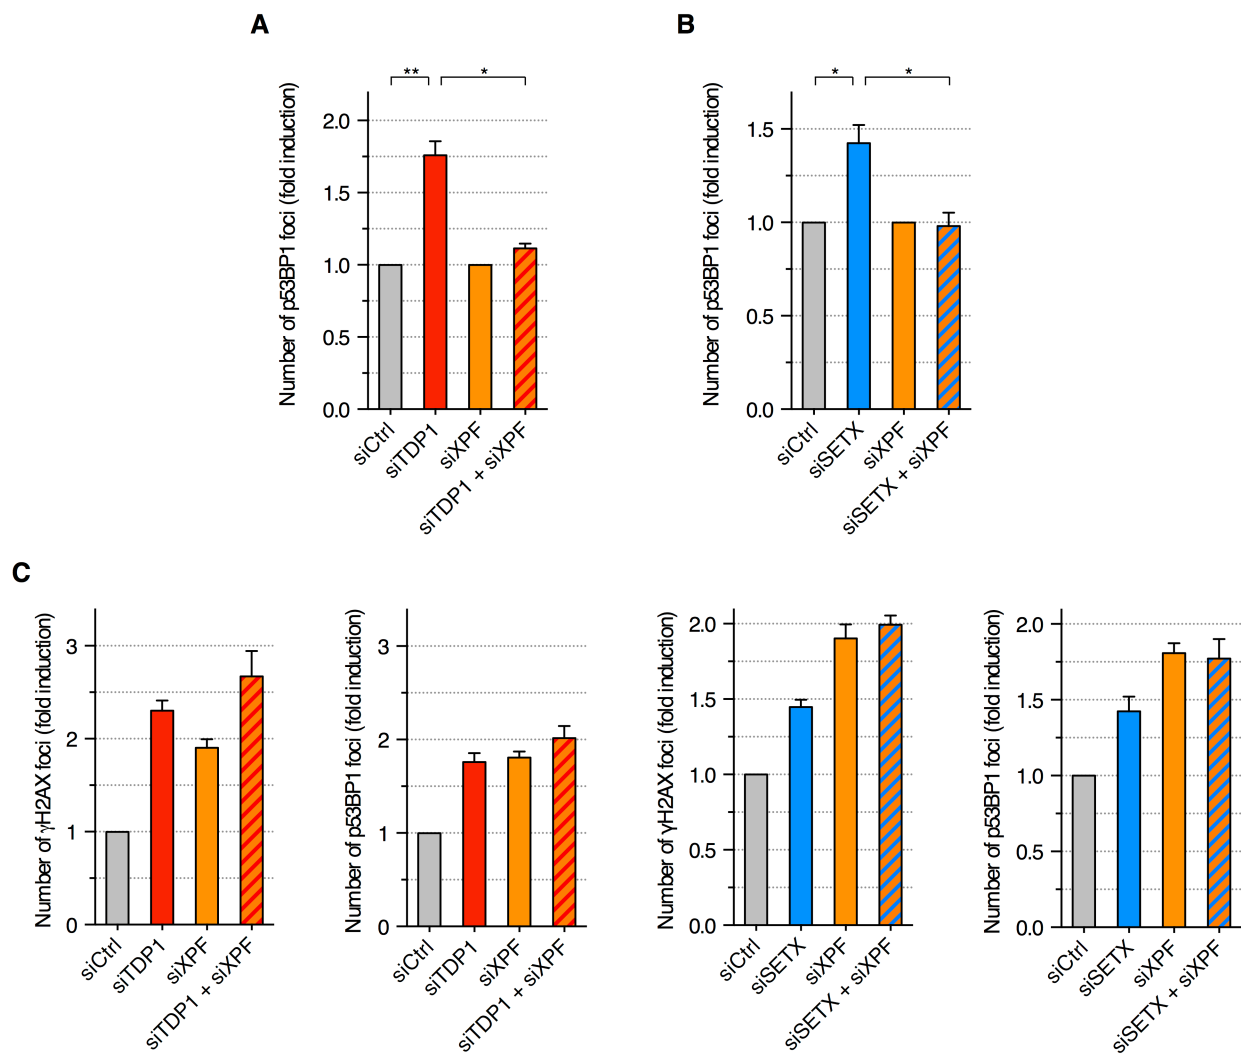 A
Number of p53BP1 foci (fold induction)
** *
2.0
1.5
1.0
0.5
0.0
siCtrl
siTDP1
siXPF
siTDP1 + siXPF
B
Number of p53BP1 foci (fold induction)
* *
1.5
1.0
0.5
0.0
siCtrl
siSETX
siXPF
siSETX + siXPF
C
Number of γH2AX foci (fold induction)
3
2
1
0
siCtrl
siTDP1
siXPF
siTDP1 + siXPF
Number of p53BP1 foci (fold induction)
3
2
1
0
siCtrl
siTDP1
siXPF
siTDP1 + siXPF
Number of γH2AX foci (fold induction)
2.0
1.5
1.0
0.5
0.0
siCtrl
siSETX
siXPF
siSETX + siXPF
Number of p53BP1 foci (fold induction)
2.0
1.5
1.0
0.5
0.0
siCtrl
siSETX
siXPF
siSETX + siXPF